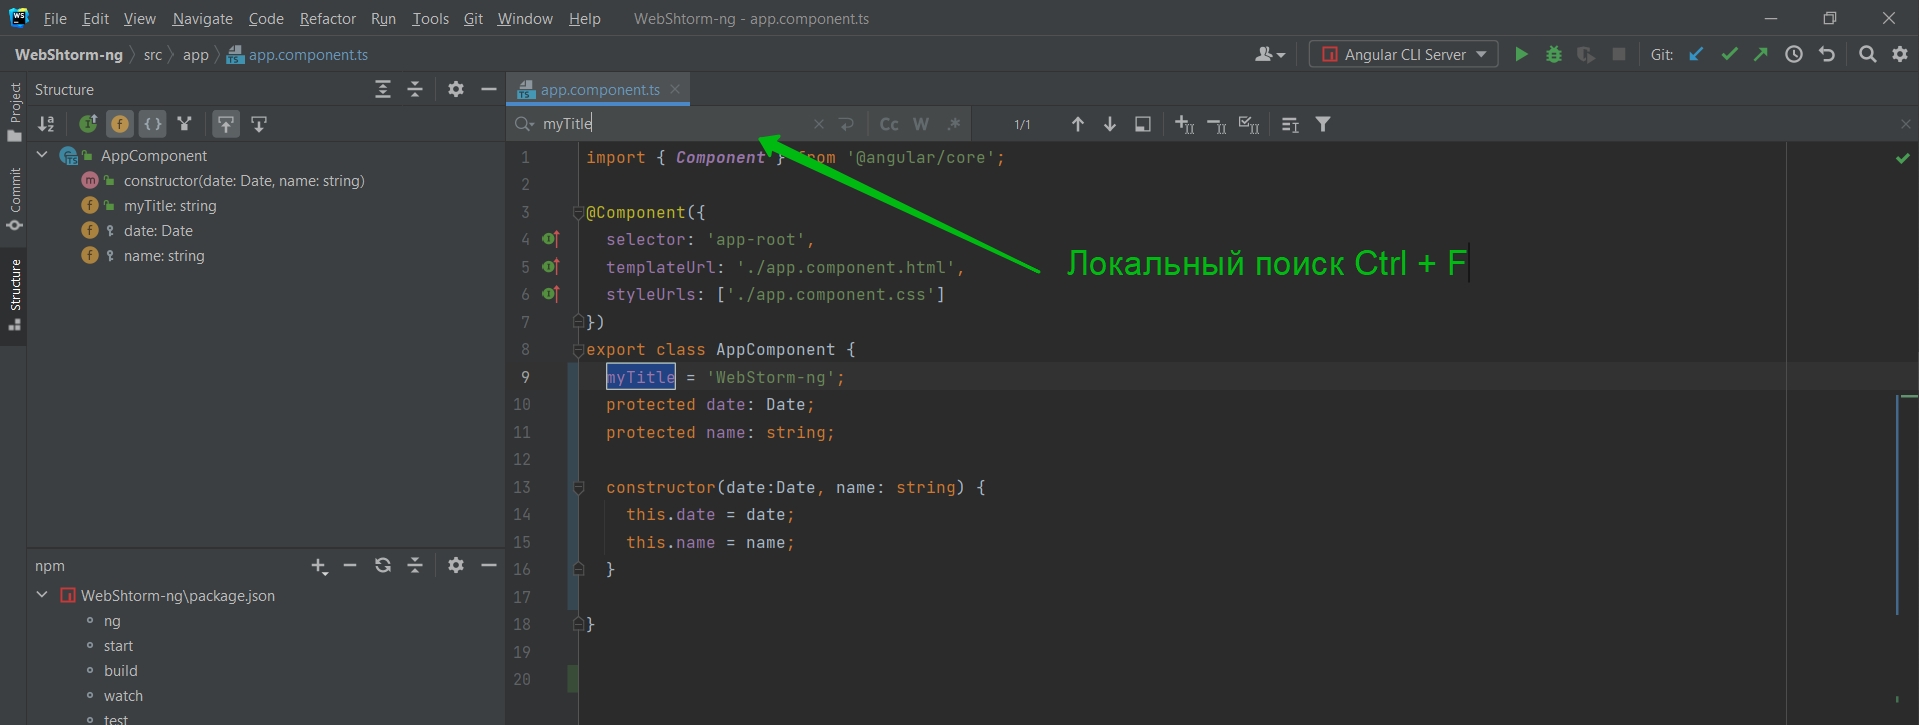 WS File Edit View Navigate Code Refactor Run Tools Git Window Help WebShtorm-ng - app.component.ts
WebShtorm-ng src app TS app.component.ts Angular CLI Server Git:
Project
Commit
Structure
Structure
AppComponent
constructor(date: Date, name: string)
myTitle: string
date: Date
name: string
npm
WebShtorm-ng\package.json
ng
start
build
watch
test
app.component.ts
myTitle Cc W .* 1/1
1 import { Component } from '@angular/core';
2
3 @Component({
4 selector: 'app-root',
5 templateUrl: './app.component.html',
6 styleUrls: ['./app.component.css']
7 })
8 export class AppComponent {
9 myTitle = 'WebStorm-ng';
10 protected date: Date;
11 protected name: string;
12
13 constructor(date:Date, name: string) {
14 this.date = date;
15 this.name = name;
16 }
17
18 }
19
20
Локальный поиск Ctrl + F